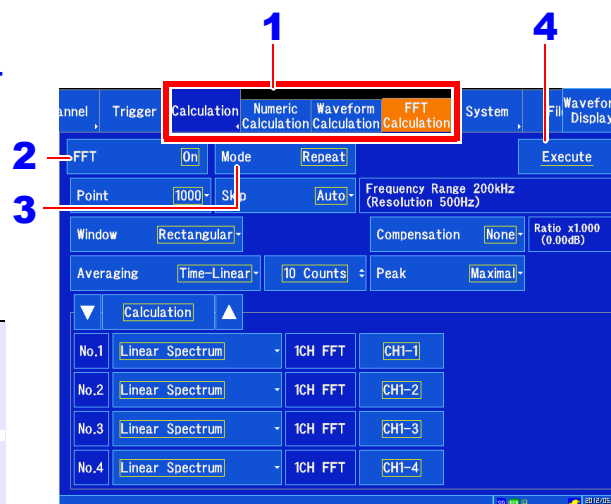 1
4
annel Trigger Calculation Numeric Calculation Waveform Calculation FFT Calculation System Fil Wavefor Display
2 FFT On Mode Repeat Execute
3 Point 1000 Skip Auto Frequency Range 200kHz (Resolution 500Hz)
Window Rectangular Compensation None Ratio x1.000 (0.00dB)
Averaging Time-Linear 10 Counts Peak Maximal
Calculation
No.1 Linear Spectrum 1CH FFT CH1-1
No.2 Linear Spectrum 1CH FFT CH1-2
No.3 Linear Spectrum 1CH FFT CH1-3
No.4 Linear Spectrum 1CH FFT CH1-4